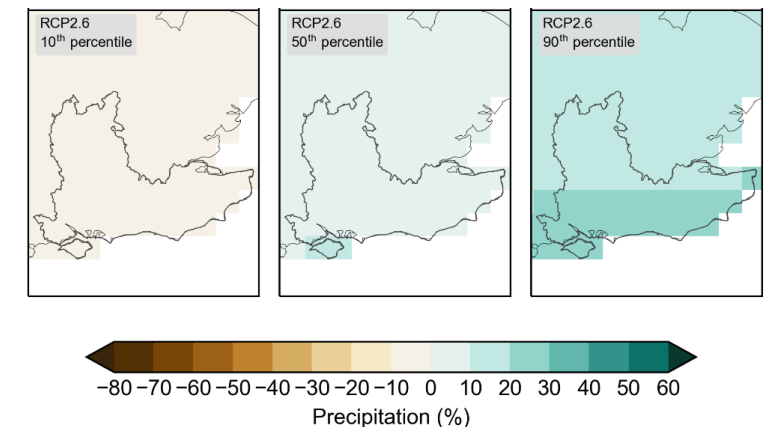 RCP2.6
10th percentile
RCP2.6
50th percentile
RCP2.6
90th percentile
−80 −70 −60 −50 −40 −30 −20 −10 0 10 20 30 40 50 60
Precipitation (%)